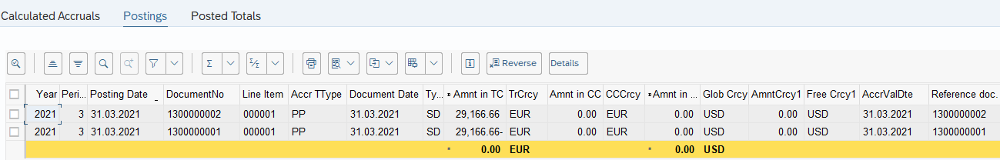 Calculated Accruals Postings Posted Totals
Reverse Details
Year Peri... Posting Date DocumentNo Line Item Accr TType Document Date Ty... Amnt in TC TrCrcy Amnt in CC CCCrcy Amnt in ... Glob Crcy AmntCrcy1 Free Crcy1 AccrValDte Reference doc.
2021 3 31.03.2021 1300000002 000001 PP 31.03.2021 SD 29,166.66 EUR 0.00 EUR 0.00 USD 0.00 USD 31.03.2021 1300000002
2021 3 31.03.2021 1300000001 000001 PP 31.03.2021 SD 29,166.66- EUR 0.00 EUR 0.00 USD 0.00 USD 31.03.2021 1300000001
0.00 EUR 0.00 USD